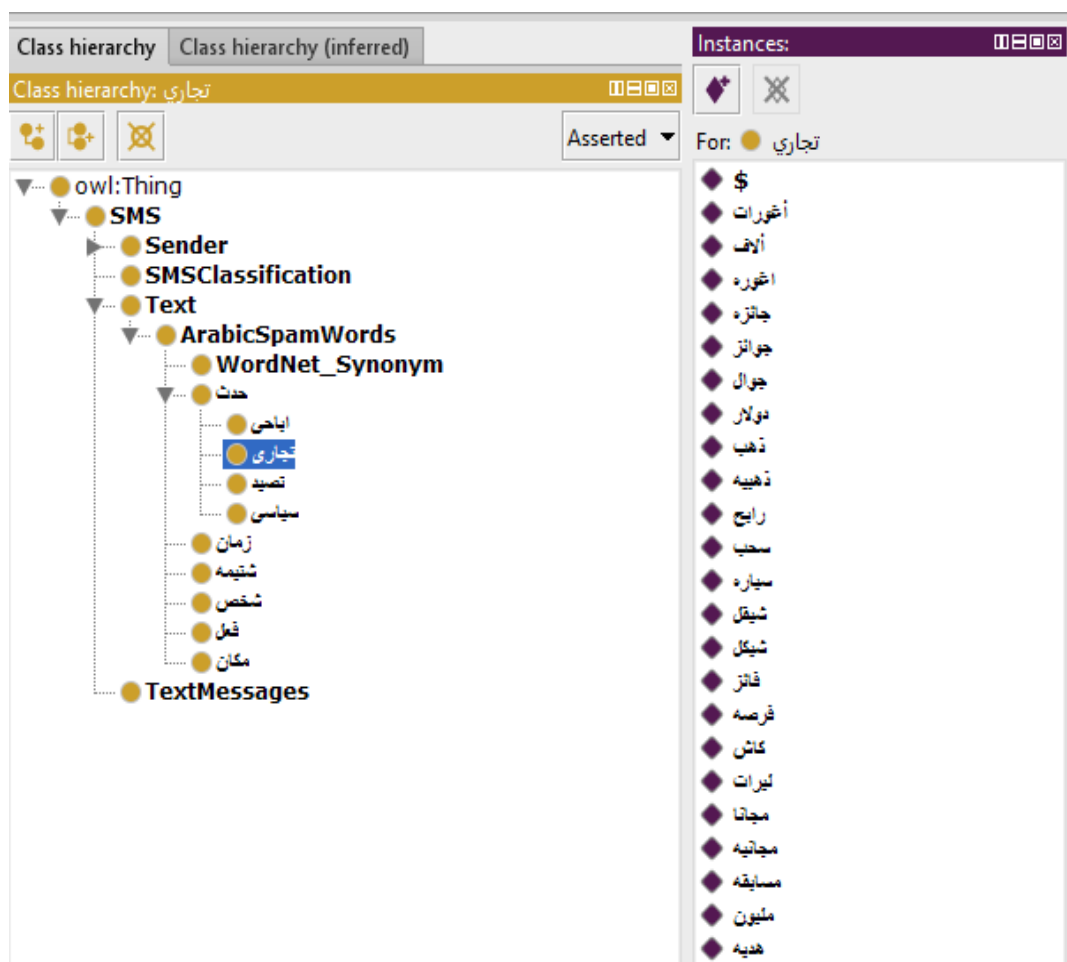 Class hierarchy
Class hierarchy (inferred)
Class hierarchy: تجاري
Asserted
owl:Thing
SMS
Sender
SMSClassification
Text
ArabicSpamWords
WordNet_Synonym
حدث
اباحي
تجاري
تصيد
سياسي
زمان
شتيمه
شخص
فعل
مكان
TextMessages
Instances:
For: تجاري
$
أغورات
ألاف
اغوره
جائزه
جوائز
جوال
دولار
ذهب
ذهبيه
رابح
سحب
سياره
شيقل
شيكل
فائز
فرصه
كاش
ليرات
مجانا
مجانيه
مسابقه
مليون
هديه